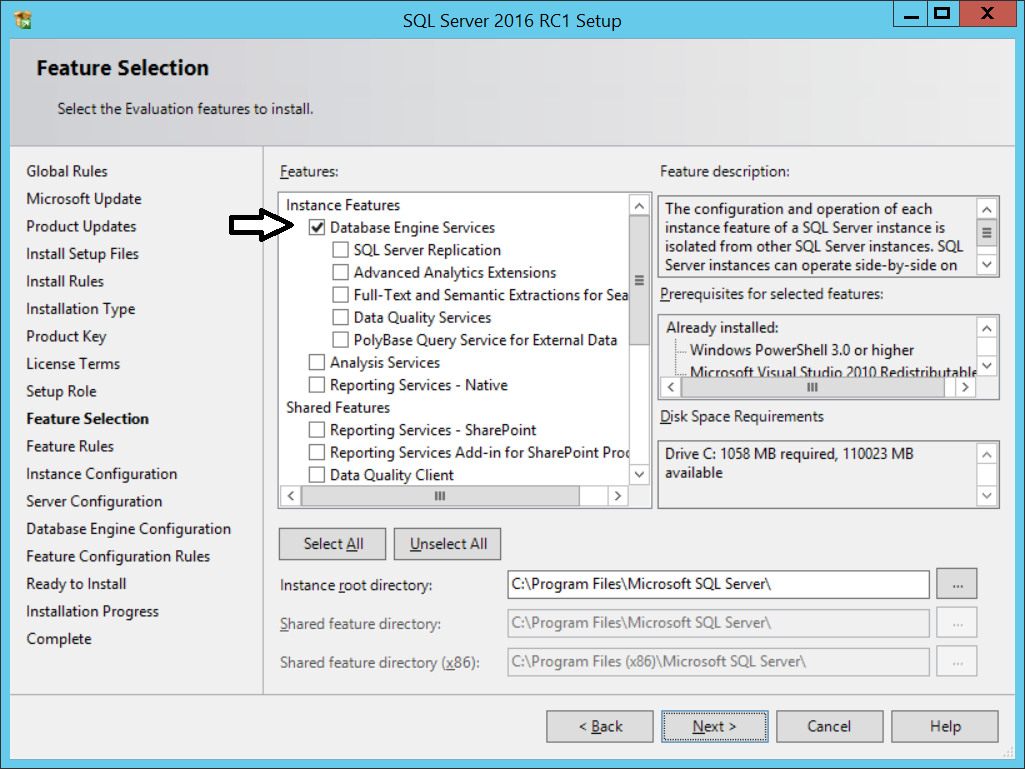 SQL Server 2016 RC1 Setup
Feature Selection
Select the Evaluation features to install.
Global Rules
Microsoft Update
Product Updates
Install Setup Files
Install Rules
Installation Type
Product Key
License Terms
Setup Role
Feature Selection
Feature Rules
Instance Configuration
Server Configuration
Database Engine Configuration
Feature Configuration Rules
Ready to Install
Installation Progress
Complete
Features:
Instance Features
Database Engine Services
SQL Server Replication
Advanced Analytics Extensions
Full-Text and Semantic Extractions for Sea
Data Quality Services
PolyBase Query Service for External Data
Analysis Services
Reporting Services - Native
Shared Features
Reporting Services - SharePoint
Reporting Services Add-in for SharePoint Proc
Data Quality Client
Feature description:
The configuration and operation of each
instance feature of a SQL Server instance is
isolated from other SQL Server instances. SQL
Server instances can operate side-by-side on
Prerequisites for selected features:
Already installed:
Windows PowerShell 3.0 or higher
Microsoft Visual Studio 2010 Redistributable
Disk Space Requirements
Drive C: 1058 MB required, 110023 MB
available
Select All
Unselect All
Instance root directory:
C:\Program Files\Microsoft SQL Server\
...
Shared feature directory:
C:\Program Files\Microsoft SQL Server\
...
Shared feature directory (x86):
C:\Program Files (x86)\Microsoft SQL Server\
...
< Back
Next >
Cancel
Help